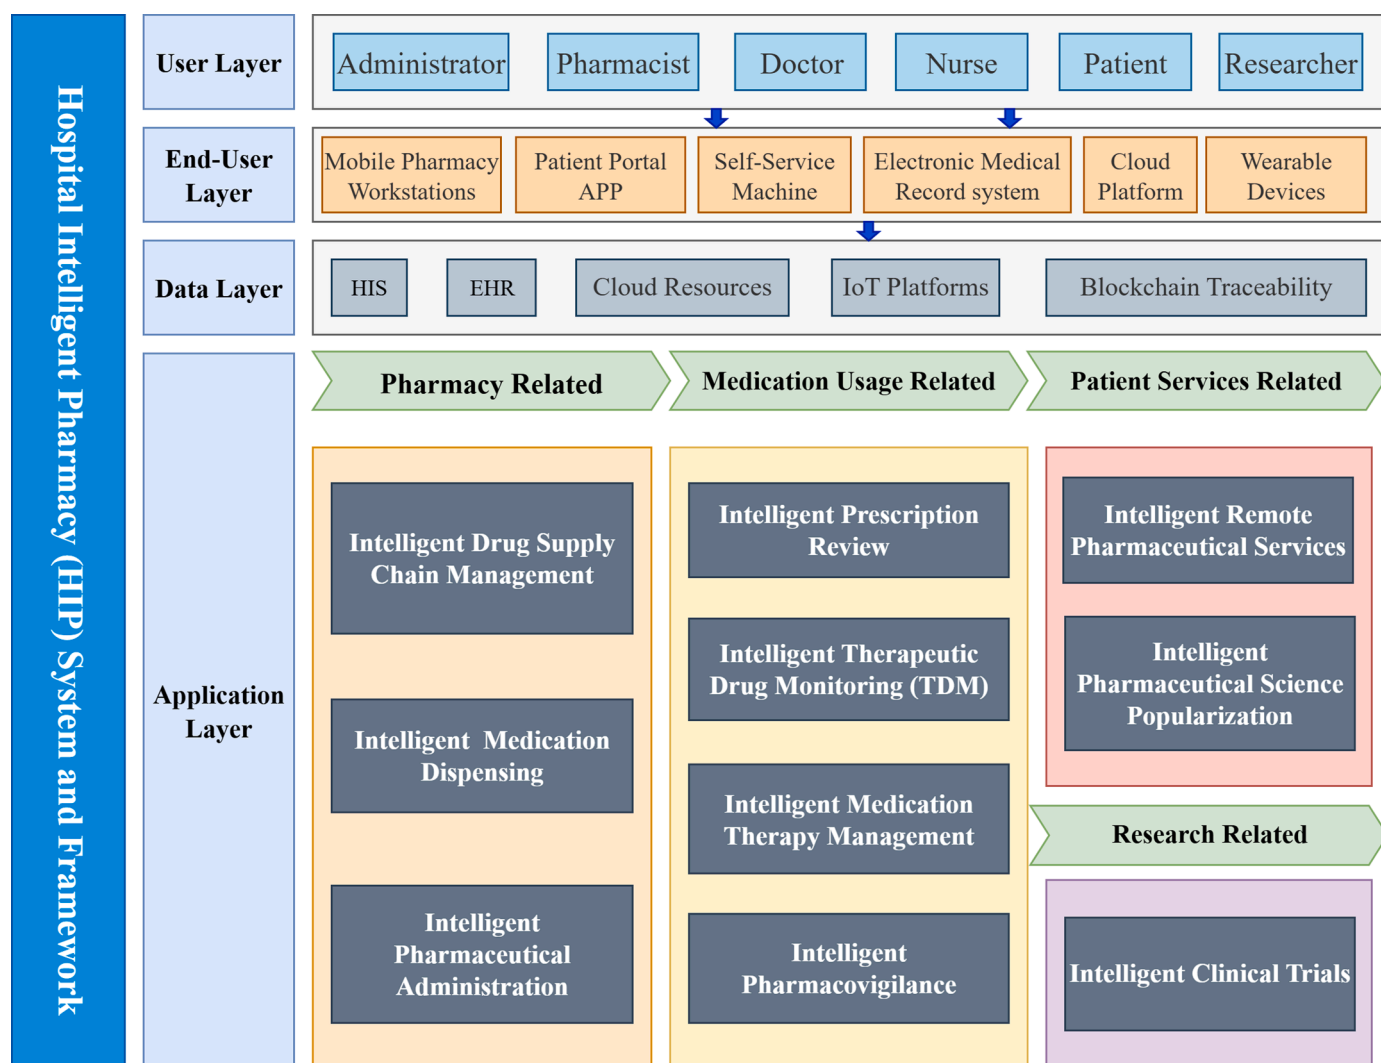 Hospital Intelligent Pharmacy (HIP) System and Framework
User Layer
Administrator
Pharmacist
Doctor
Nurse
Patient
Researcher
End-User
Layer
Mobile Pharmacy
Workstations
Patient Portal
APP
Self-Service
Machine
Electronic Medical
Record system
Cloud
Platform
Wearable
Devices
Data Layer
HIS
EHR
Cloud Resources
IoT Platforms
Blockchain Traceability
Application
Layer
Pharmacy Related
Intelligent Drug Supply
Chain Management
Intelligent Medication
Dispensing
Intelligent
Pharmaceutical
Administration
Medication Usage Related
Intelligent Prescription
Review
Intelligent Therapeutic
Drug Monitoring (TDM)
Intelligent Medication
Therapy Management
Intelligent
Pharmacovigilance
Patient Services Related
Intelligent Remote
Pharmaceutical Services
Intelligent
Pharmaceutical Science
Popularization
Research Related
Intelligent Clinical Trials